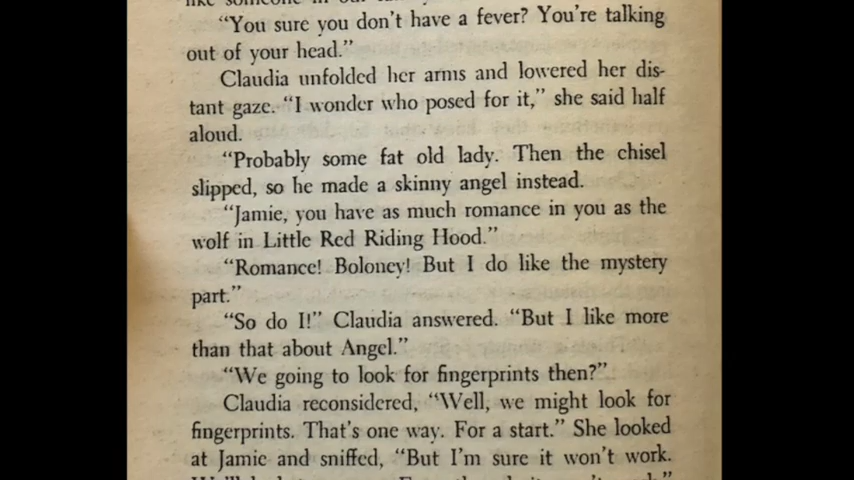 like someone in our
"You sure you don't have a fever? You're talking
out of your head."
Claudia unfolded her arms and lowered her dis-
tant gaze. "I wonder who posed for it," she said half
aloud.
"Probably some fat old lady. Then the chisel
slipped, so he made a skinny angel instead.
"Jamie, you have as much romance in you as the
wolf in Little Red Riding Hood."
"Romance! Boloney! But I do like the mystery
part."
"So do I!" Claudia answered. "But I like more
than that about Angel."
"We going to look for fingerprints then?"
Claudia reconsidered, "Well, we might look for
fingerprints. That's one way. For a start." She looked
at Jamie and sniffed, "But I'm sure it won't work.